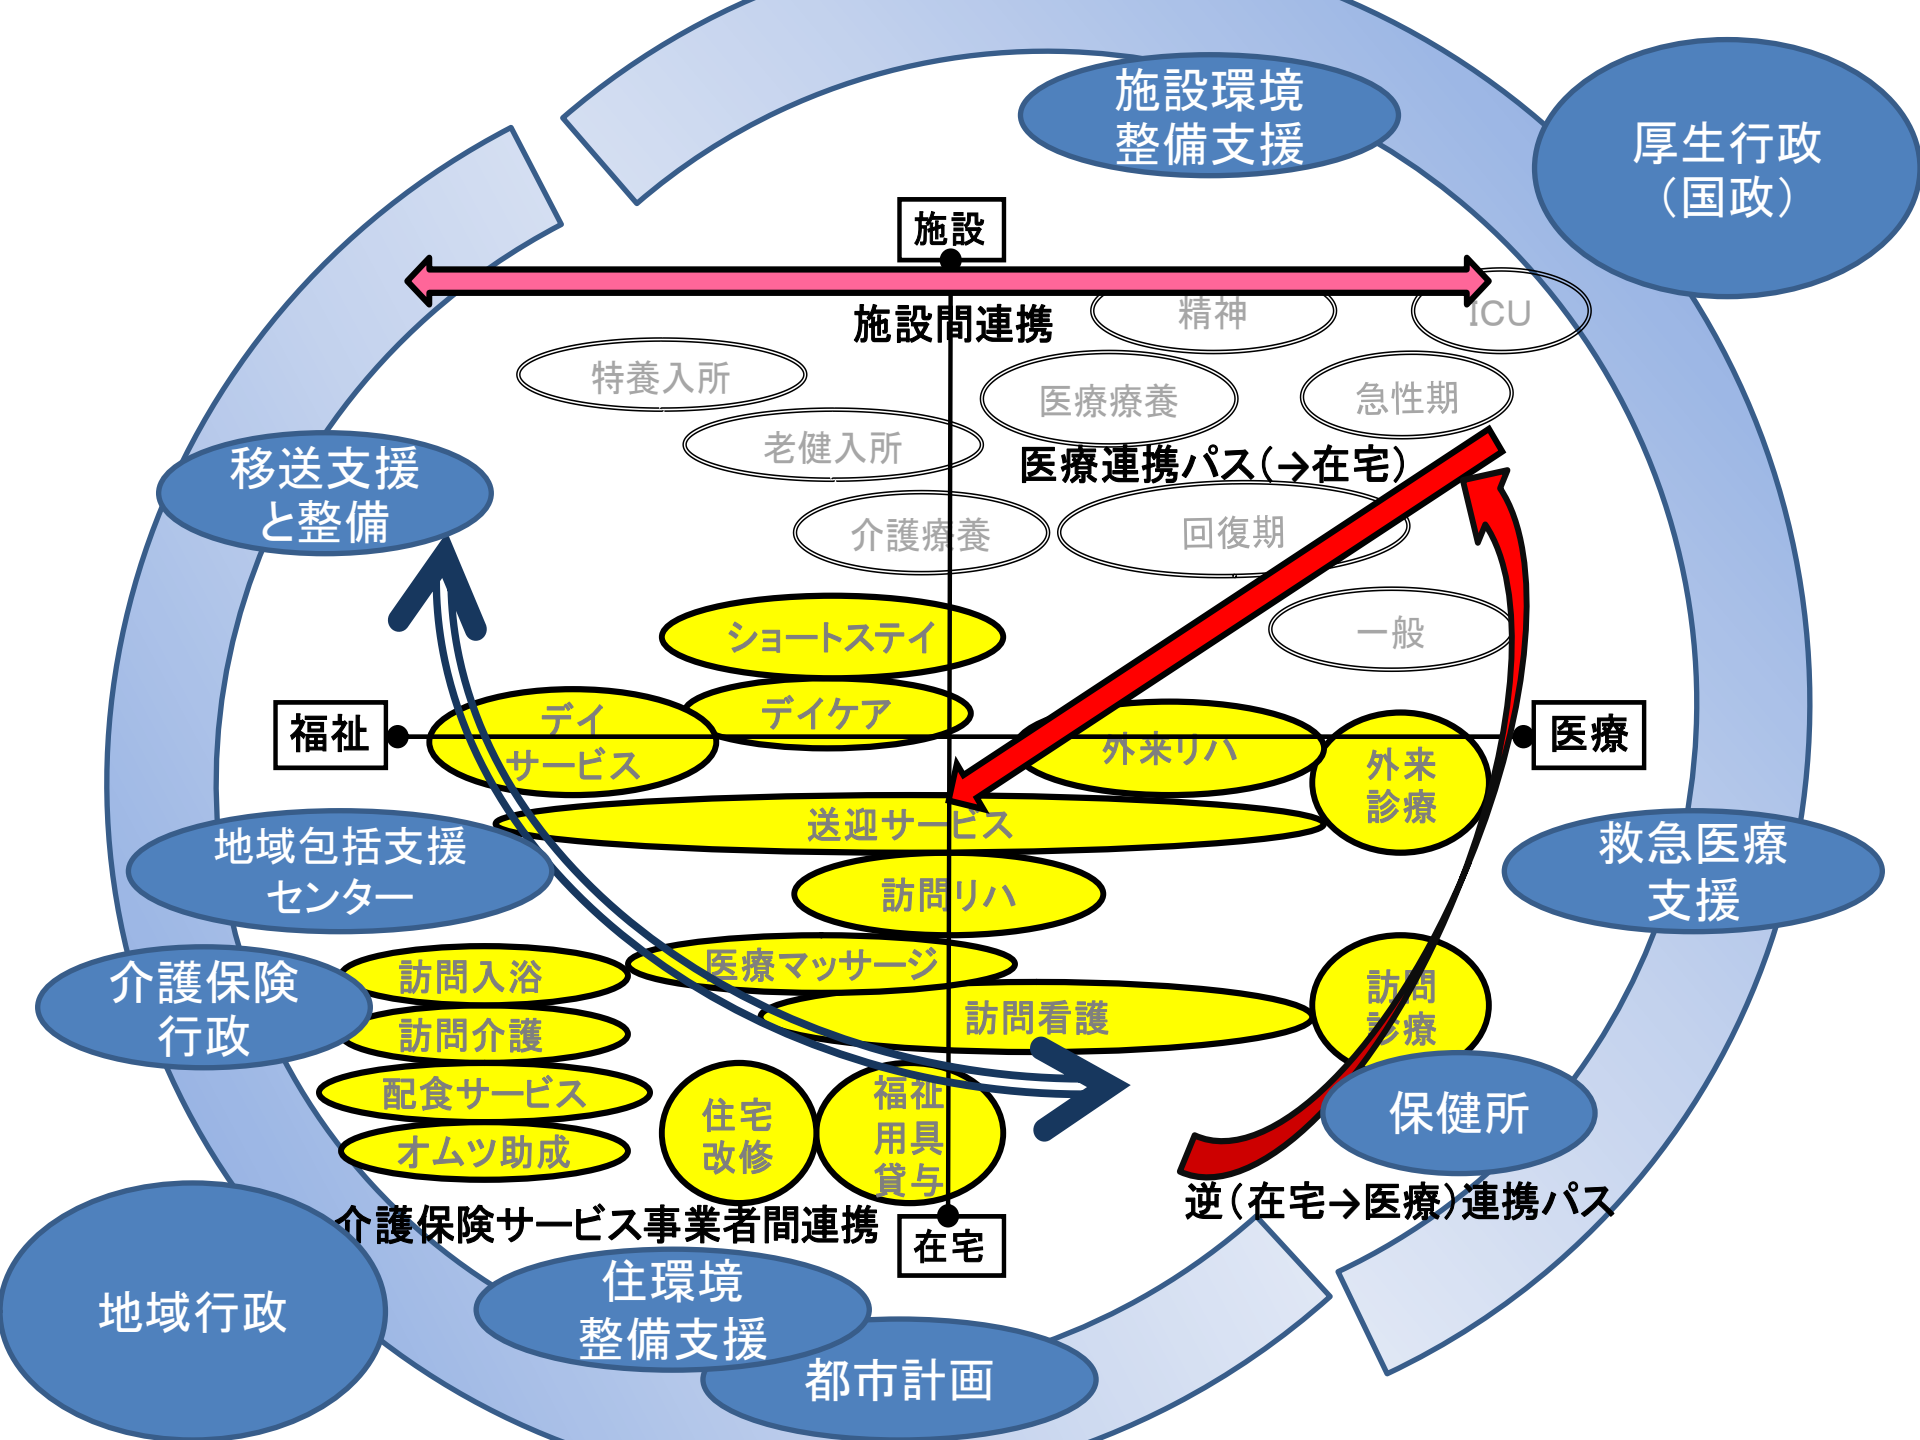 施設環境
整備支援
厚生行政
（国政）
施設
施設間連携
精神
ICU
特養入所
医療療養
急性期
老健入所
医療連携パス（→在宅）
移送支援
と整備
介護療養
回復期
ショートステイ
一般
デイケア
デイ
サービス
福祉
医療
外来リハ
外来
診療
送迎サービス
地域包括支援
センター
救急医療
支援
訪問リハ
医療マッサージ
訪問入浴
介護保険
行政
訪問看護
訪問
診療
訪問介護
配食サービス
住宅
改修
福祉
用具
貸与
保健所
オムツ助成
逆（在宅→医療）連携パス
介護保険サービス事業者間連携
在宅
地域行政
住環境
整備支援
都市計画